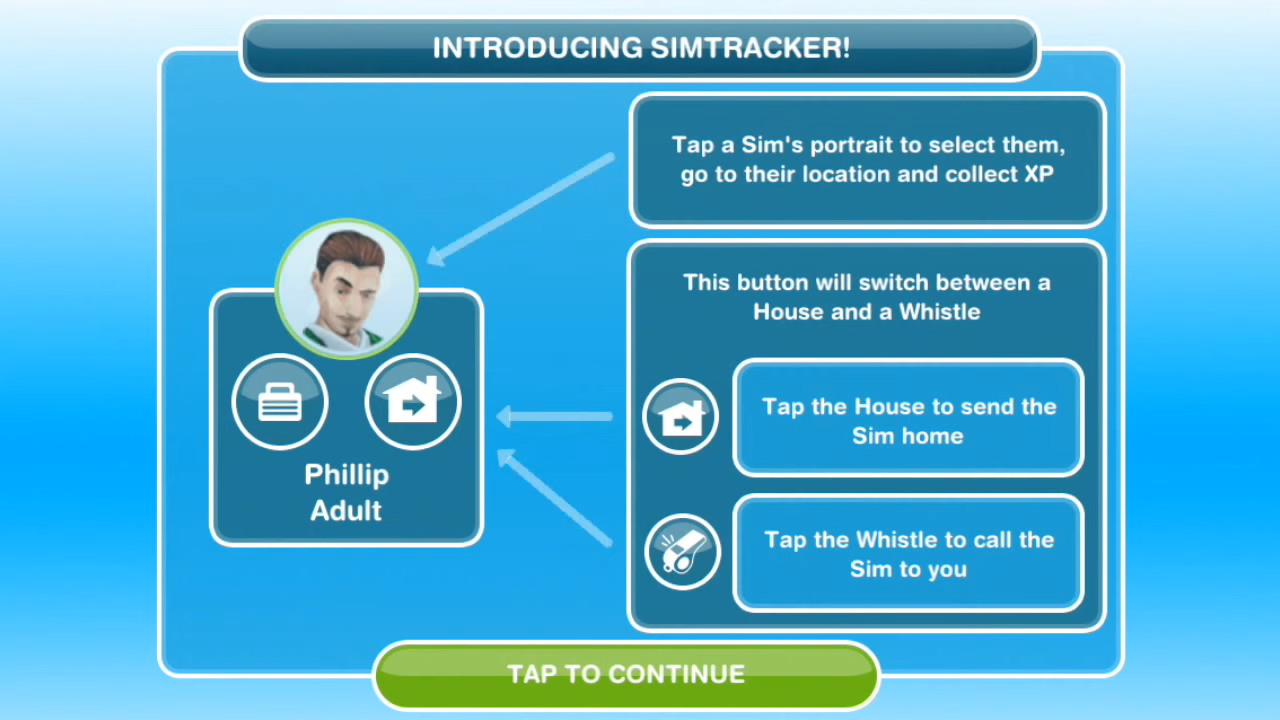 INTRODUCING SIMTRACKER!
Tap a Sim's portrait to select them,
go to their location and collect XP
This button will switch between a
House and a Whistle
Tap the House to send the
Sim home
Phillip
Adult
Tap the Whistle to call the
Sim to you
TAP TO CONTINUE